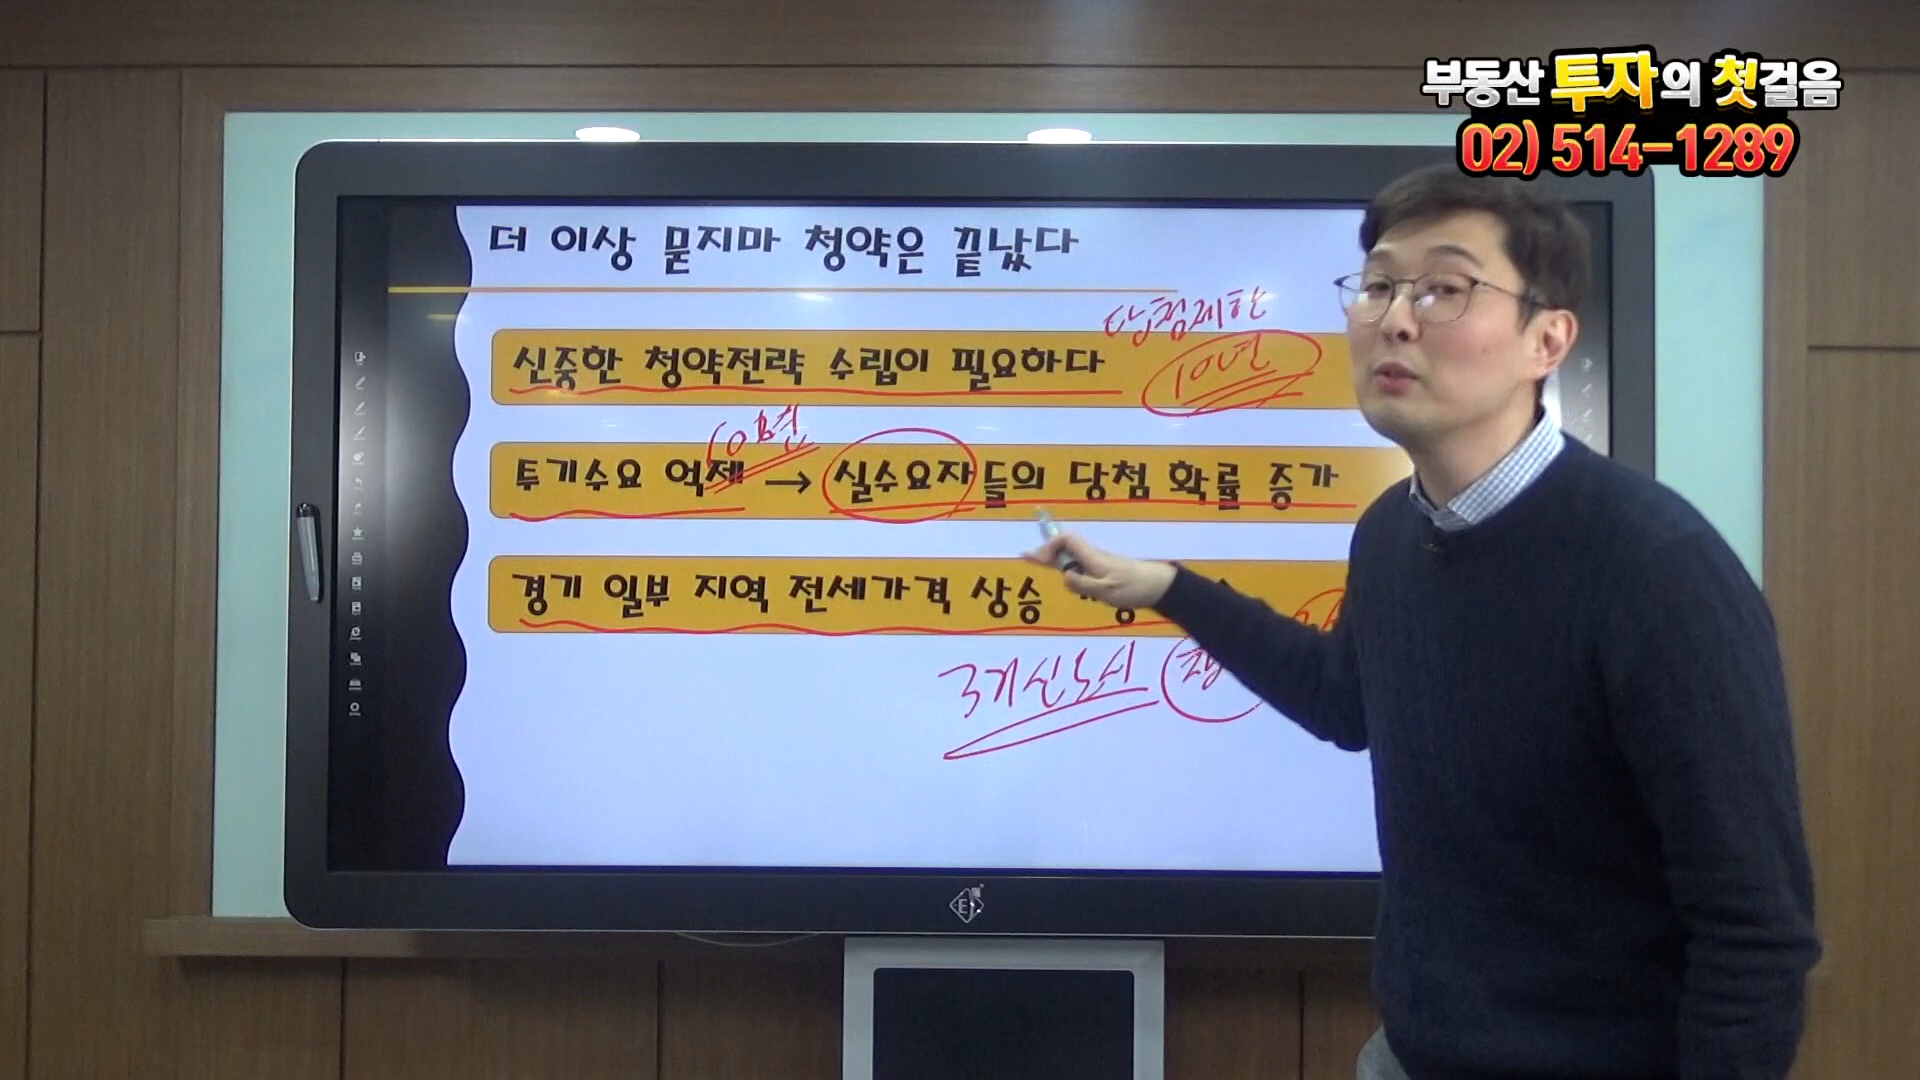 부동산 투자의 첫걸음
02) 514-1289
더 이상 묻지마 청약은 끝났다
당첨제한
신중한 청약전략 수립이 필요하다 10년
투기수요 억제 → 실수요자들의 당첨 확률 증가
경기 일부 지역 전세가격 상승
3기신도시